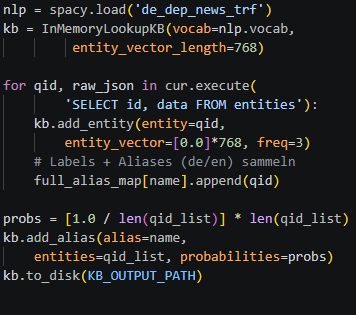 nlp = spacy.load('de_dep_news_trf')
kb = InMemoryLookupKB(vocab=nlp.vocab,
        entity_vector_length=768)

for qid, raw_json in cur.execute(
        'SELECT id, data FROM entities'):
    kb.add_entity(entity=qid,
        entity_vector=[0.0]*768, freq=3)
    # Labels + Aliases (de/en) sammeln
    full_alias_map[name].append(qid)

probs = [1.0 / len(qid_list)] * len(qid_list)
kb.add_alias(alias=name,
    entities=qid_list, probabilities=probs)
kb.to_disk(KB_OUTPUT_PATH)